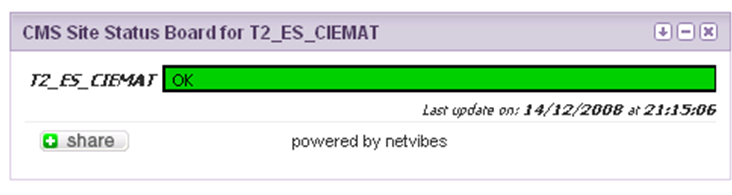 CMS Site Status Board for T2_ES_CIEMAT
T2_ES_CIEMAT OK
Last update on: 14/12/2008 at 21:15:06
share powered by netvibes